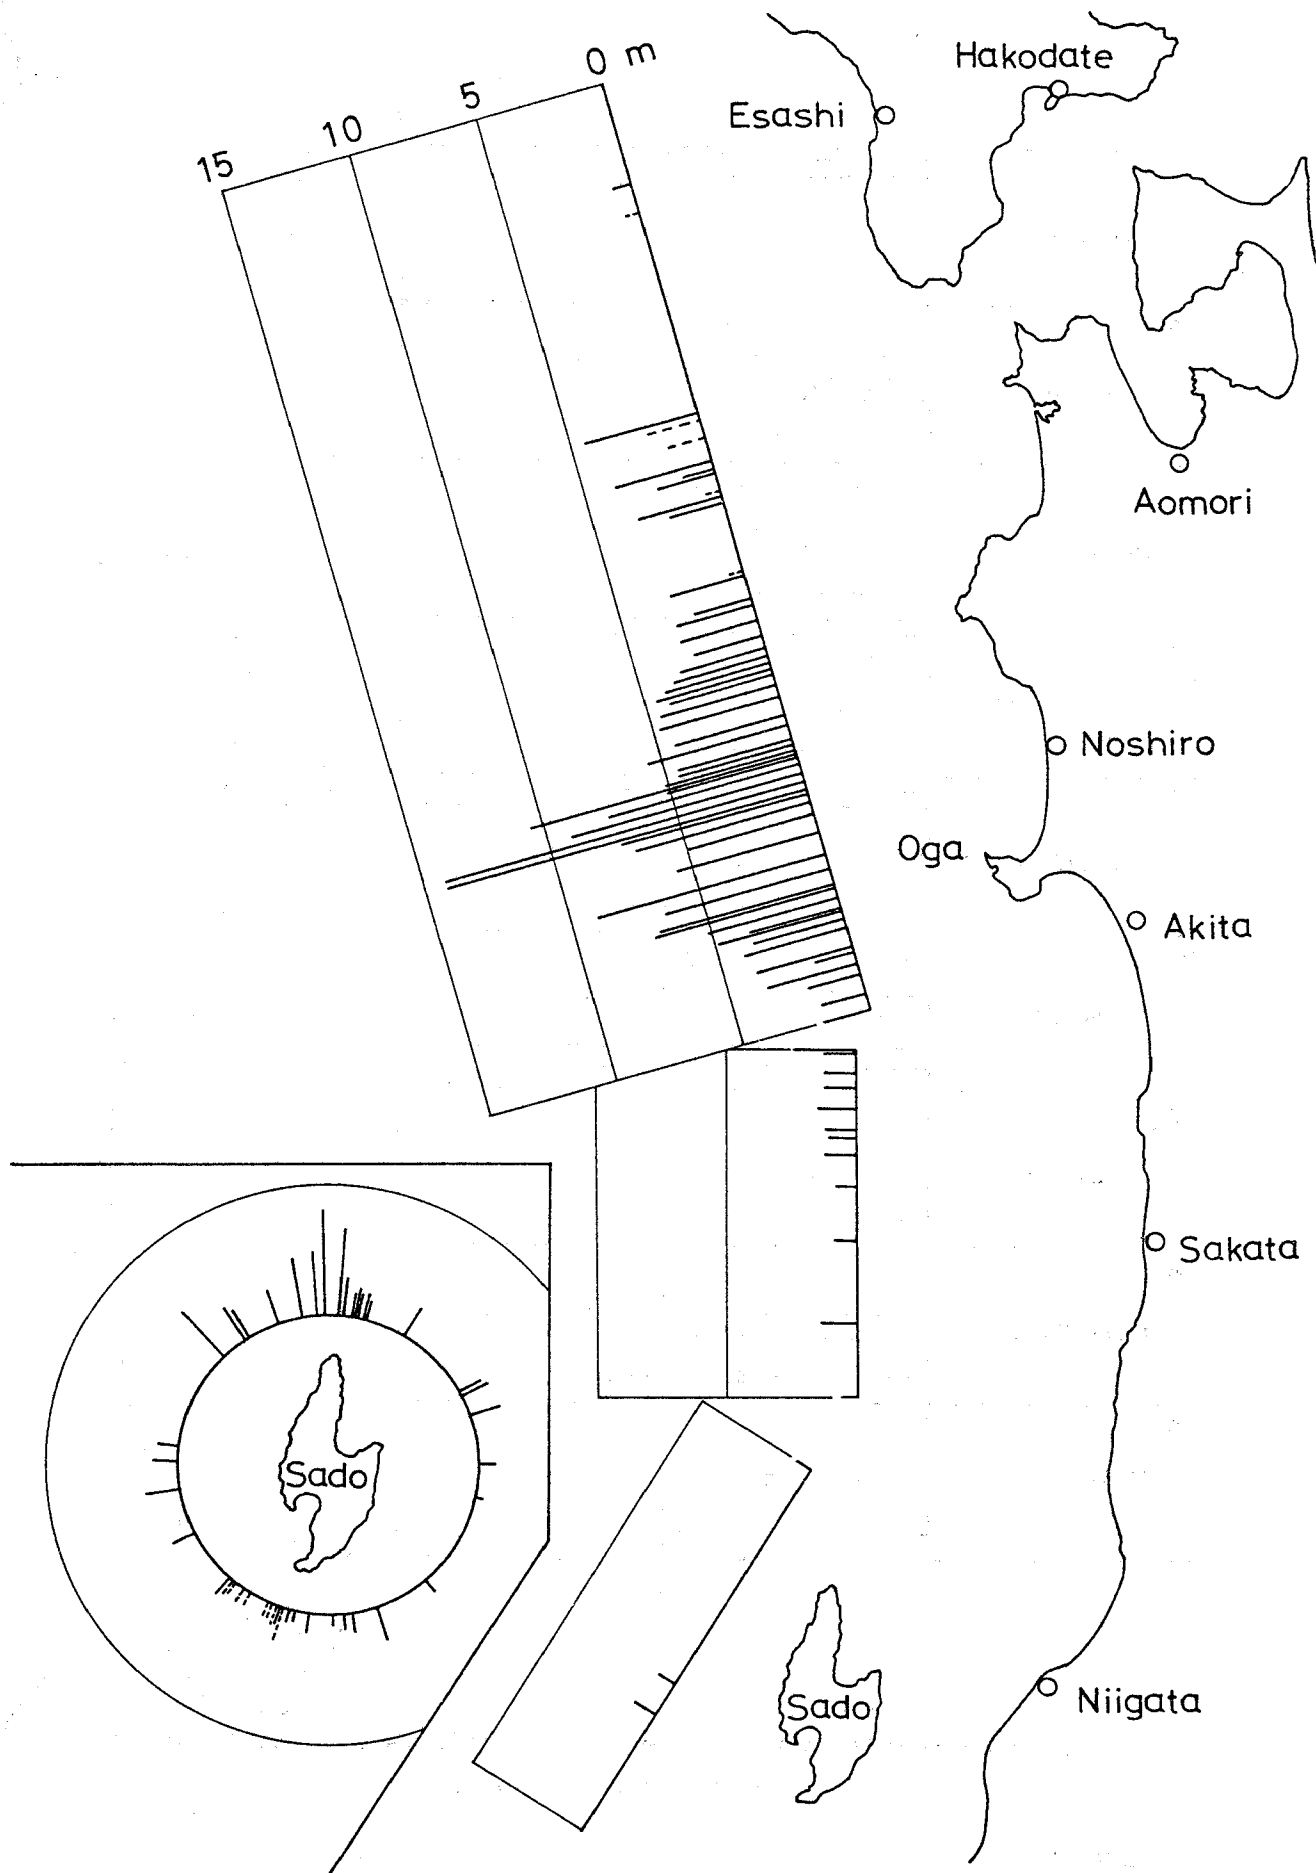 0 m
5
10
15
Hakodate
Esashi
Aomori
Noshiro
Oga
Akita
Sakata
Sado
Sado
Niigata